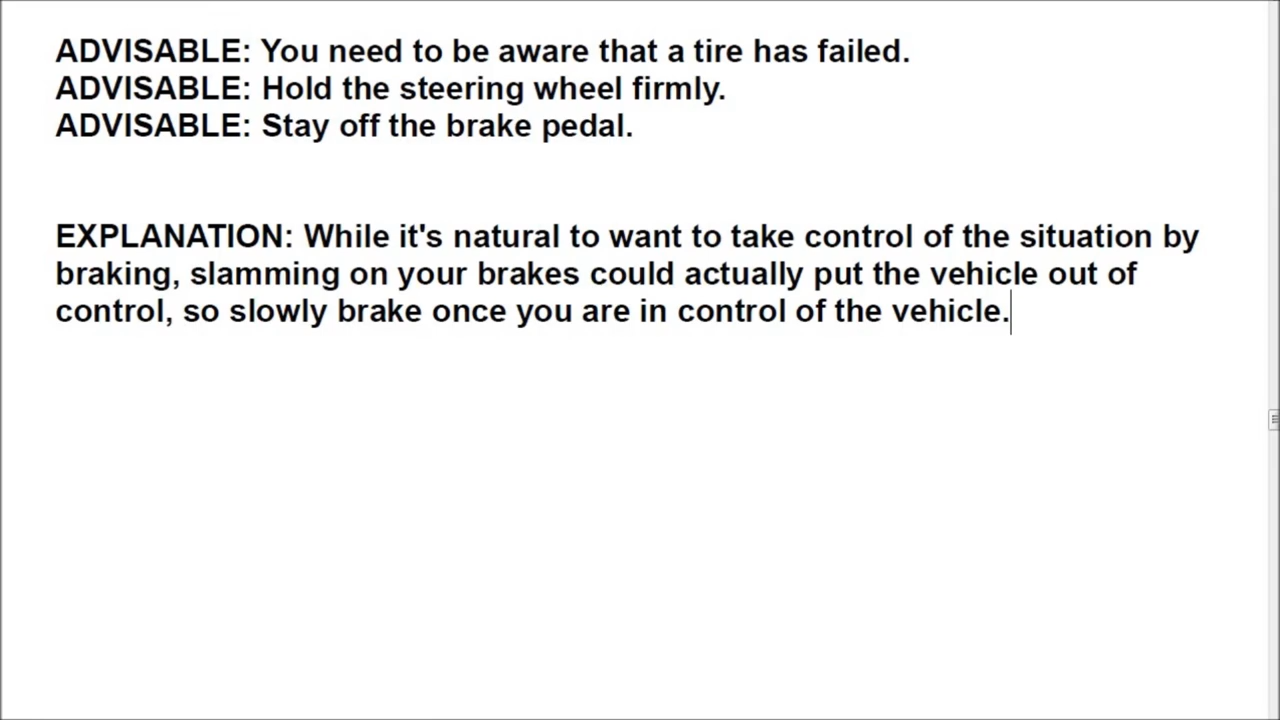 ADVISABLE: You need to be aware that a tire has failed.
ADVISABLE: Hold the steering wheel firmly.
ADVISABLE: Stay off the brake pedal.
EXPLANATION: While it's natural to want to take control of the situation by
braking, slamming on your brakes could actually put the vehicle out of
control, so slowly brake once you are in control of the vehicle.